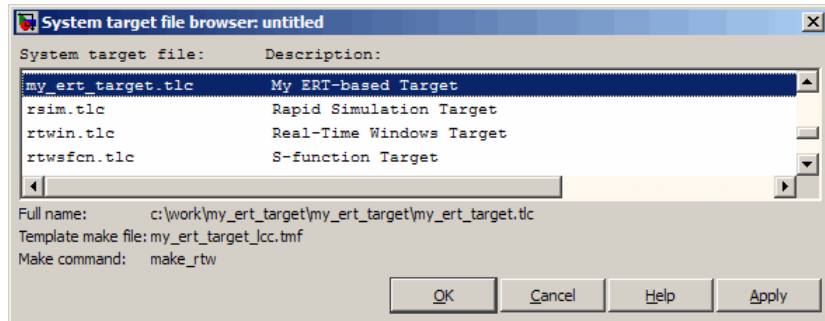 System target file browser: untitled
System target file: Description:
my_ert_target.tlc My ERT-based Target
rsim.tlc Rapid Simulation Target
rtwin.tlc Real-Time Windows Target
rtwsfcn.tlc S-function Target
Full name: c:\work\my_ert_target\my_ert_target\my_ert_target.tlc
Template make file: my_ert_target_lcc.tmf
Make command: make_rtw
OK Cancel Help Apply